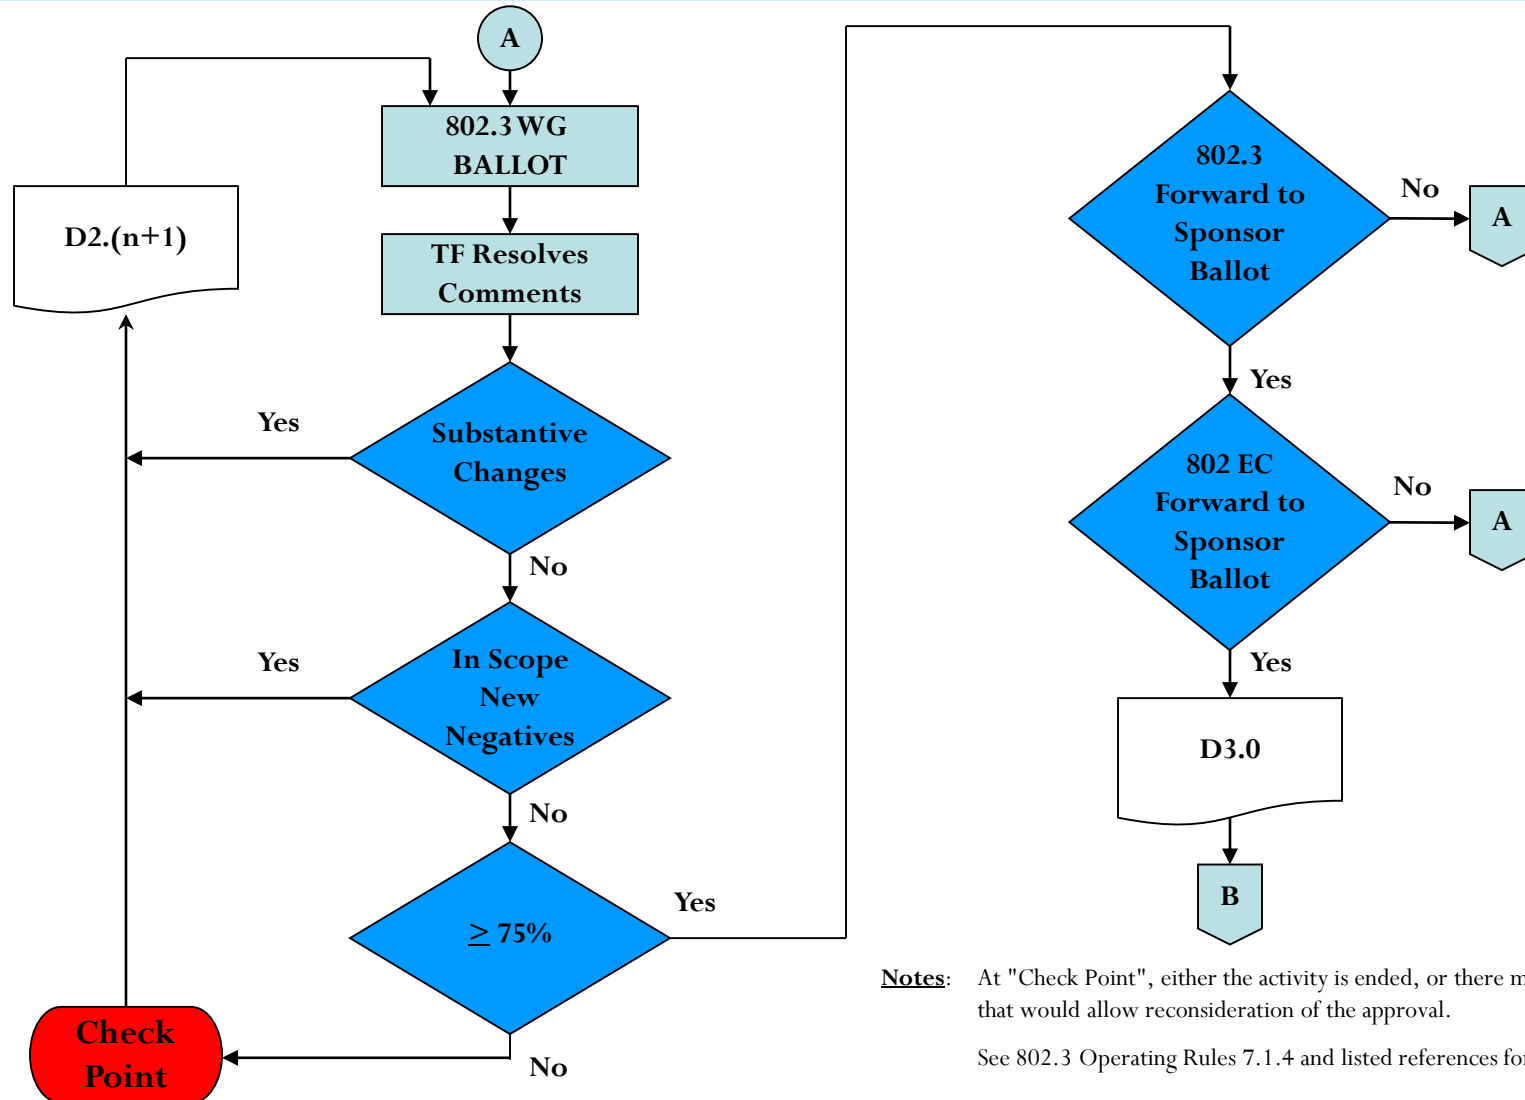 A
802.3 WG
BALLOT
D2.(n+1)
TF Resolves
Comments
Yes
Substantive
Changes
No
Yes
In Scope
New
Negatives
No
≥ 75%
Yes
Check
Point
No
802.3
Forward to
Sponsor
Ballot
No
A
Yes
802 EC
Forward to
Sponsor
Ballot
No
A
Yes
D3.0
B
Notes: At "Check Point", either the activity is ended, or there
that would allow reconsideration of the approval.
See 802.3 Operating Rules 7.1.4 and listed references for